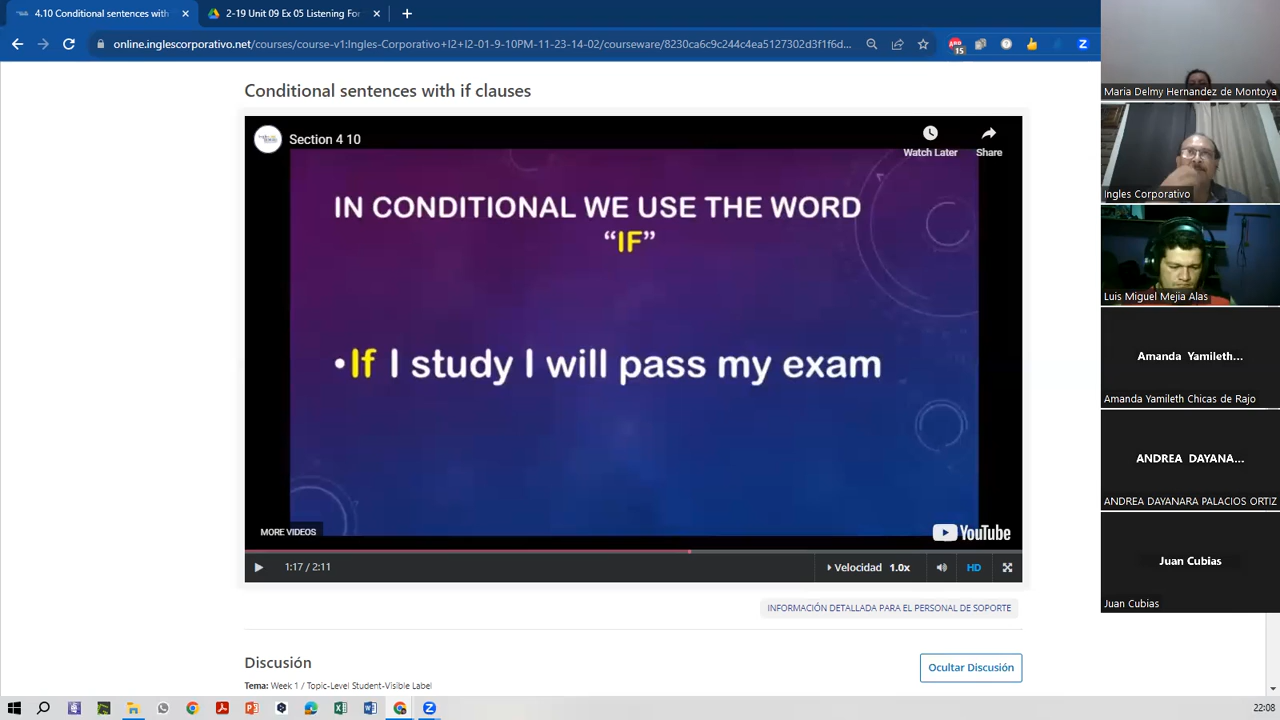 4.10 Conditional sentences with
2-19 Unit 09 Ex 05 Listening For
online.inglescorporativo.net/courses/course-v1:Ingles-Corporativo+I2+I2-01-9-10PM-11-23-14-02/courseware/8230ca6c9c244c4ea5127302d3f1f6d...
15
Conditional sentences with if clauses
Section 4 10
Watch Later
Share
IN CONDITIONAL WE USE THE WORD
“IF”
•If I study I will pass my exam
MORE VIDEOS
YouTube
1:17 / 2:11
Velocidad 1.0x
HD
INFORMACIÓN DETALLADA PARA EL PERSONAL DE SOPORTE
Discusión
Ocultar Discusión
Tema: Week 1 / Topic-Level Student-Visible Label
Maria Delmy Hernandez de Montoya
Ingles Corporativo
Luis Miguel Mejia Alas
Amanda Yamileth...
Amanda Yamileth Chicas de Rajo
ANDREA DAYANA...
ANDREA DAYANARA PALACIOS ORTIZ
Juan Cubias
Juan Cubias
22:08